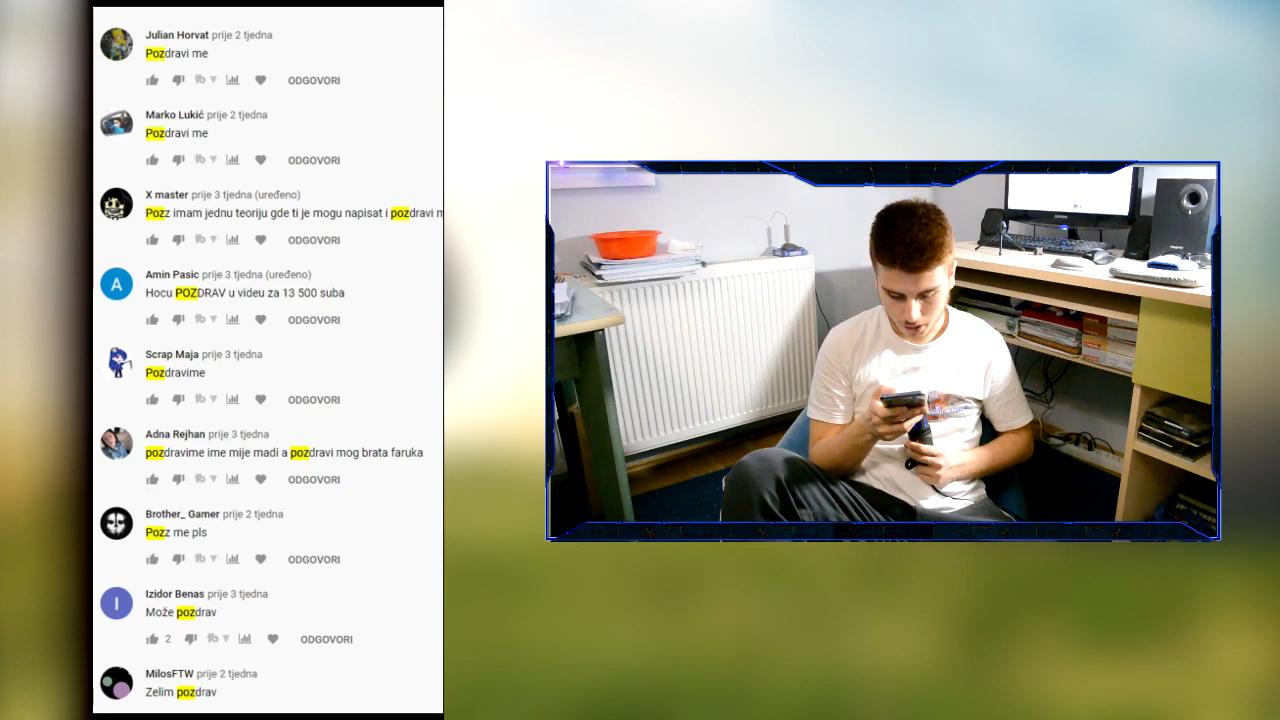 Julian Horvat prije 2 tjedna
Pozdravi me
ODGOVORI
Marko Lukić prije 2 tjedna
Pozdravi me
ODGOVORI
X master prije 3 tjedna (uređeno)
Pozz imam jednu teoriju gde ti je mogu napisat i pozdravi m
ODGOVORI
A
Amin Pasic prije 3 tjedna (uređeno)
Hocu POZDRAV u videu za 13 500 suba
ODGOVORI
Scrap Maja prije 3 tjedna
Pozdravime
ODGOVORI
Adna Rejhan prije 3 tjedna
pozdravime ime mije madi a pozdravi mog brata faruka
ODGOVORI
Brother_ Gamer prije 2 tjedna
Pozz me pls
ODGOVORI
I
Izidor Benas prije 3 tjedna
Može pozdrav
2 ODGOVORI
MilosFTW prije 2 tjedna
Zelim pozdrav